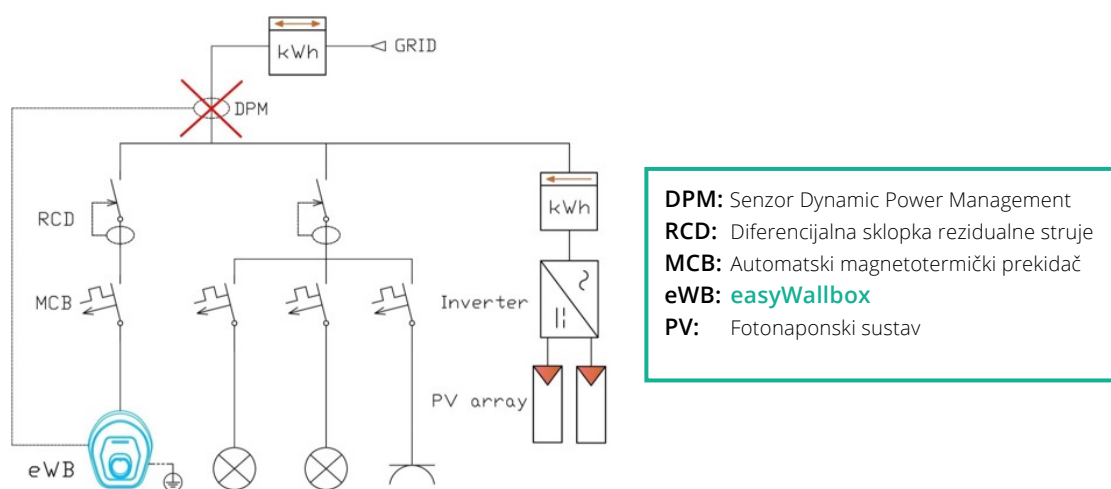 kWh
GRID
DPM
RCD
kWh
MCB
Inverter
PV array
eWB
DPM: Senzor Dynamic Power Management
RCD: Diferencijalna sklopka rezidualne struje
MCB: Automatski magnetotermički prekidač
eWB: easyWallbox
PV: Fotonaponski sustav